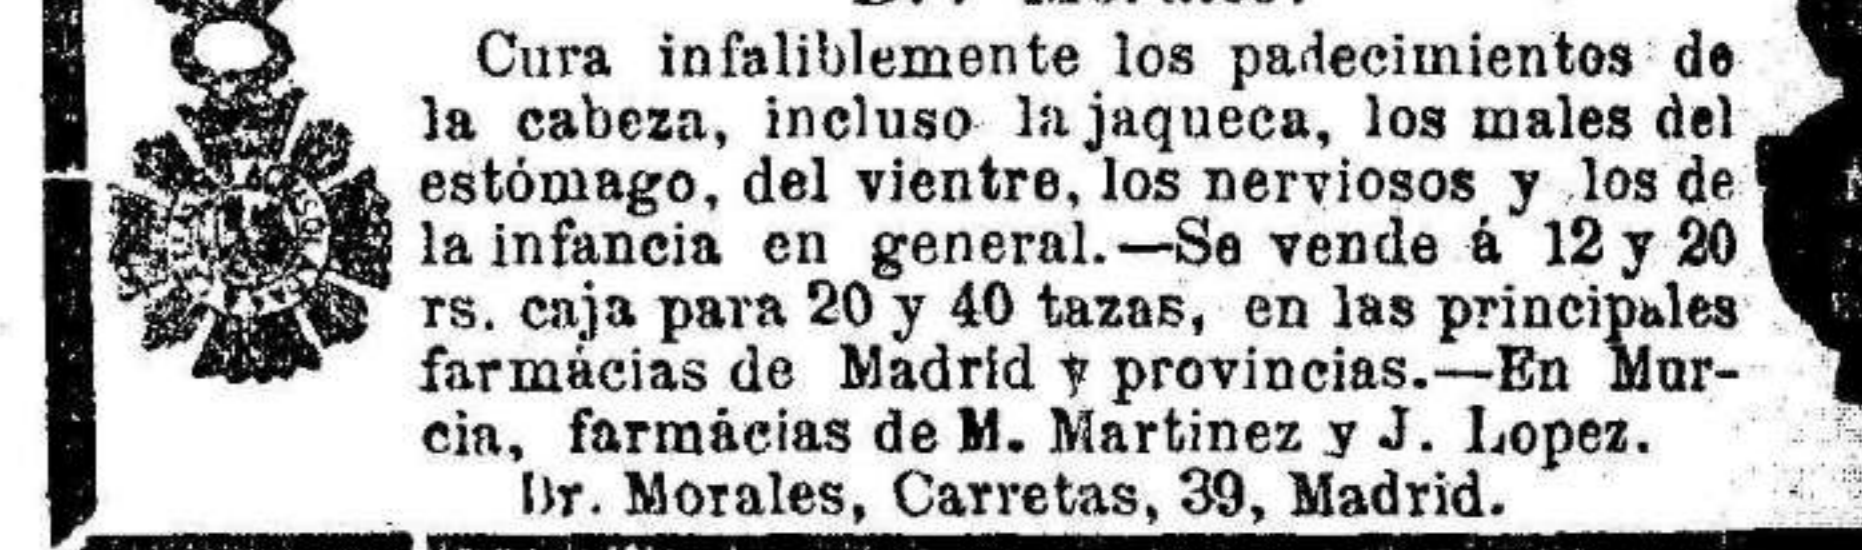 Dr. Morales.
Cura infaliblemente los padecimientos de
la cabeza, incluso la jaqueca, los males del
estómago, del vientre, los nerviosos y los de
la infancia en general.—Se vende á 12 y 20
rs. caja para 20 y 40 tazas, en las principales
farmácias de Madrid y provincias.—En Mur-
cia, farmácias de M. Martinez y J. Lopez.
Dr. Morales, Carretas, 39, Madrid.